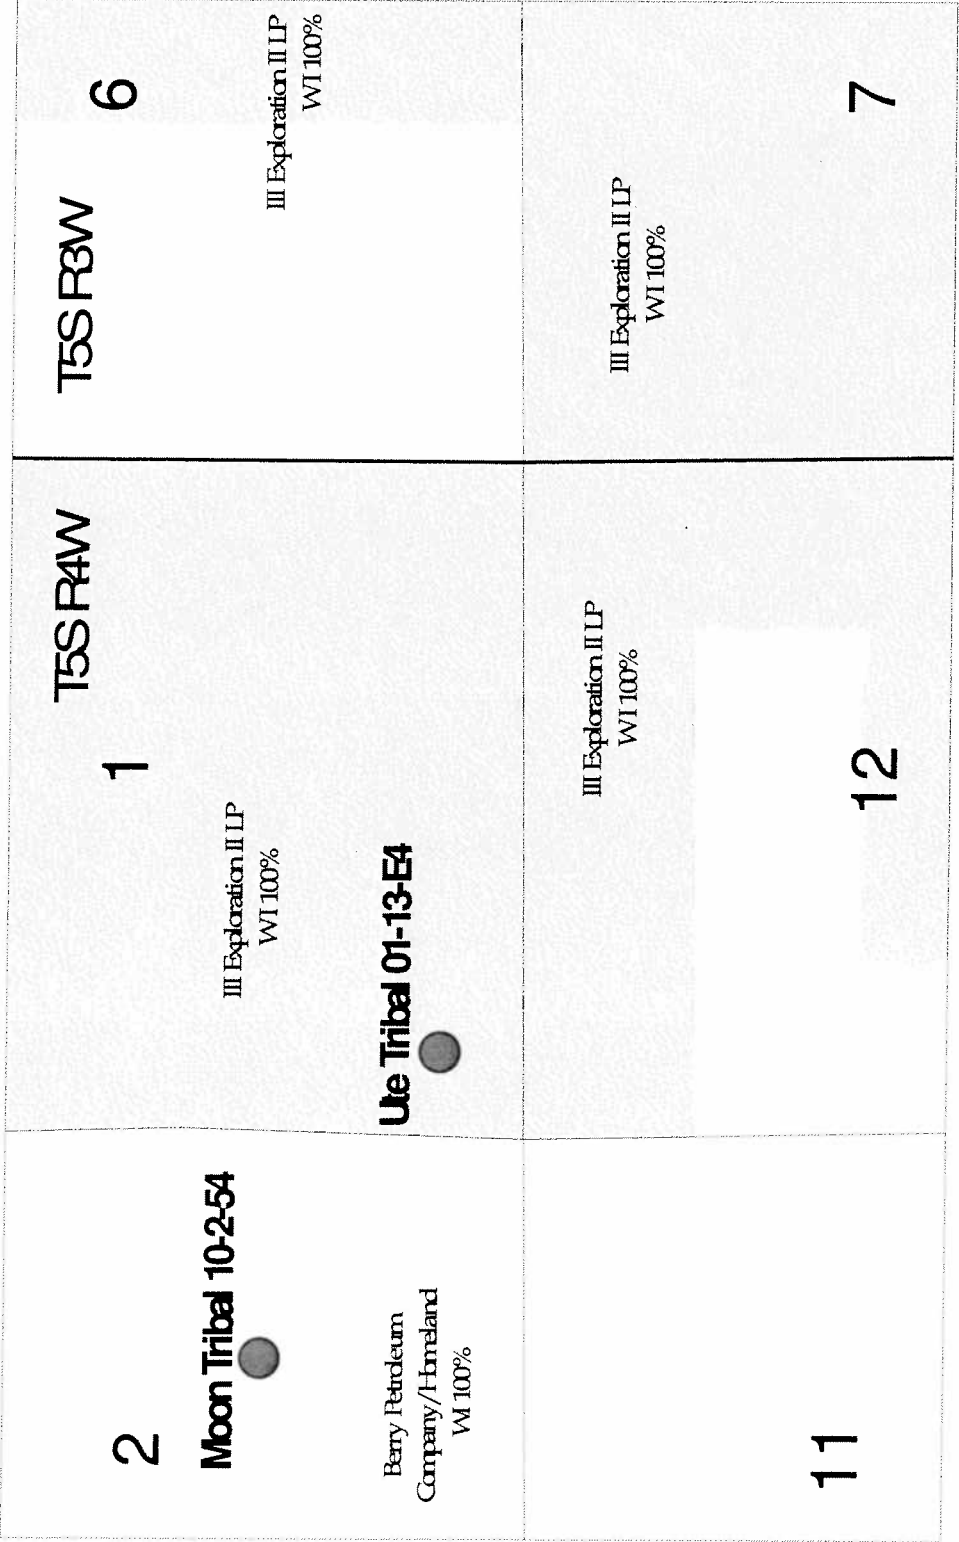 T5S R4W
T5S R3W
2
1
6
Moon Tribal 10-2-54
III Exploration II LP
WI 100%
III Exploration II LP
WI 100%
Berry Petroleum
Company/Homeland
WI 100%
Ute Tribal 01-13-E4
III Exploration II LP
WI 100%
III Exploration II LP
WI 100%
11
12
7